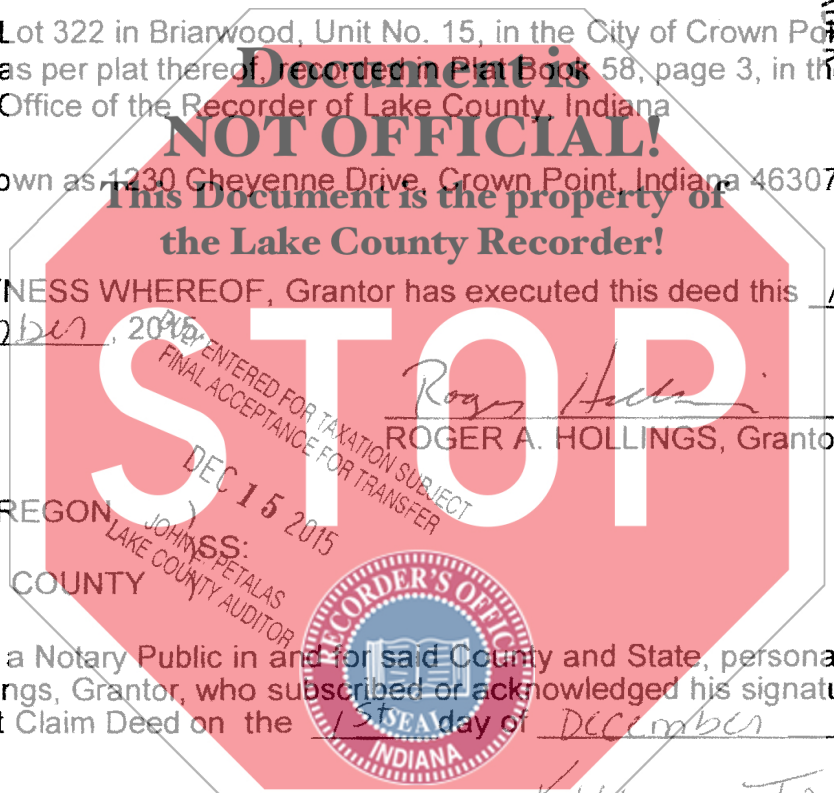 Lot 322 in Briarwood, Unit No. 15, in the City of Crown
Document is
as per plat thereof, recorded in Plat Book 58, page 3, in
Office of the Recorder of Lake County, Indiana
NOT OFFICIAL!
own as 1230 Cheyenne Drive, Crown Point, Indiana 46307
This Document is the property of
the Lake County Recorder!
NESS WHEREOF, Grantor has executed this deed this
ber, 2015.
STOP
DULY ENTERED FOR TAXATION SUBJECT
FINAL ACCEPTANCE FOR TRANSFER
Roger Holli
ROGER A. HOLLINGS, Granto
DEC 15 2015
REGON )
JOHN E. PETALAS
LAKE COUNTY AUDITOR
)SS:
COUNTY )
RECORDER'S OFFICE
a Notary Public in and for said County and State, persona
ngs, Grantor, who subscribed or acknowledged his signatu
t Claim Deed on the 1st day of December
SEAL
INDIANA